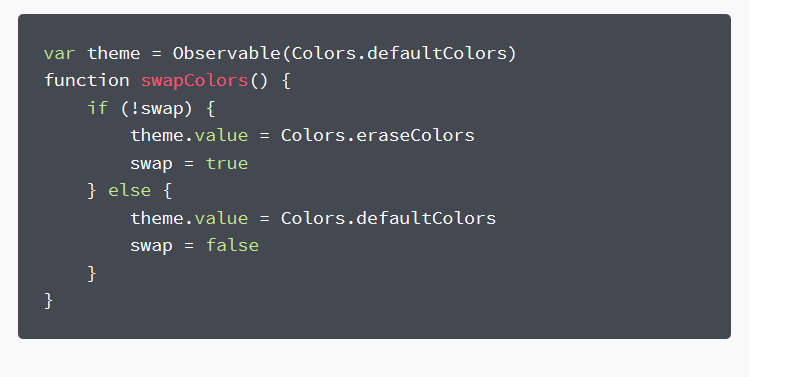 var theme = Observable(Colors.defaultColors)
function swapColors() {
    if (!swap) {
        theme.value = Colors.eraseColors
        swap = true
    } else {
        theme.value = Colors.defaultColors
        swap = false
    }
}